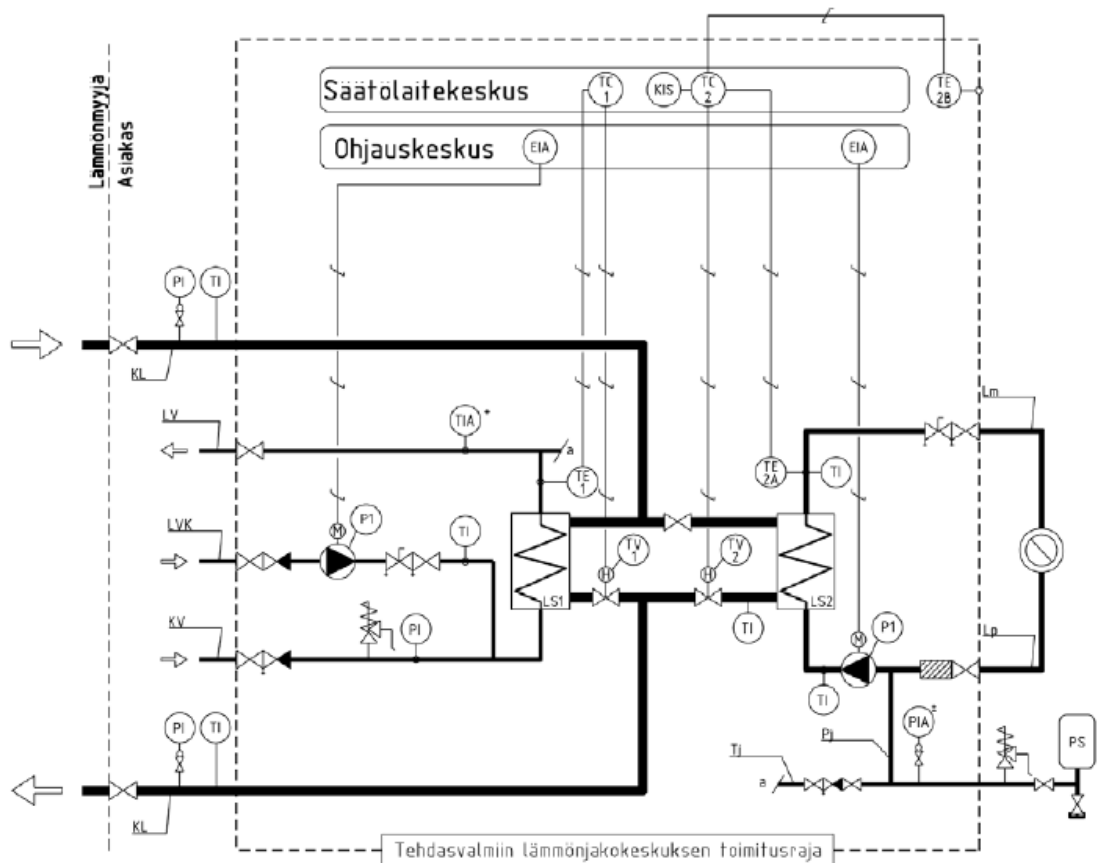 Lämmönmyyjä
Asiakas
Säätölaitekeskus
TC 1
KIS
TC 2
TE 2B
Ohjauskeskus
EIA
EIA
PI
TI
KL
LV
TIA +
a
TE 1
TE 2A
TI
Lm
LVK
M
P1
TI
TV 1
TV 2
H
H
LS1
LS2
KV
PI
TI
M
P1
Lp
TI
PI
TI
KL
Tj
a
Pj
PIA ±
PS
Tehdasvalmiin lämmönjakokeskuksen toimitusraja